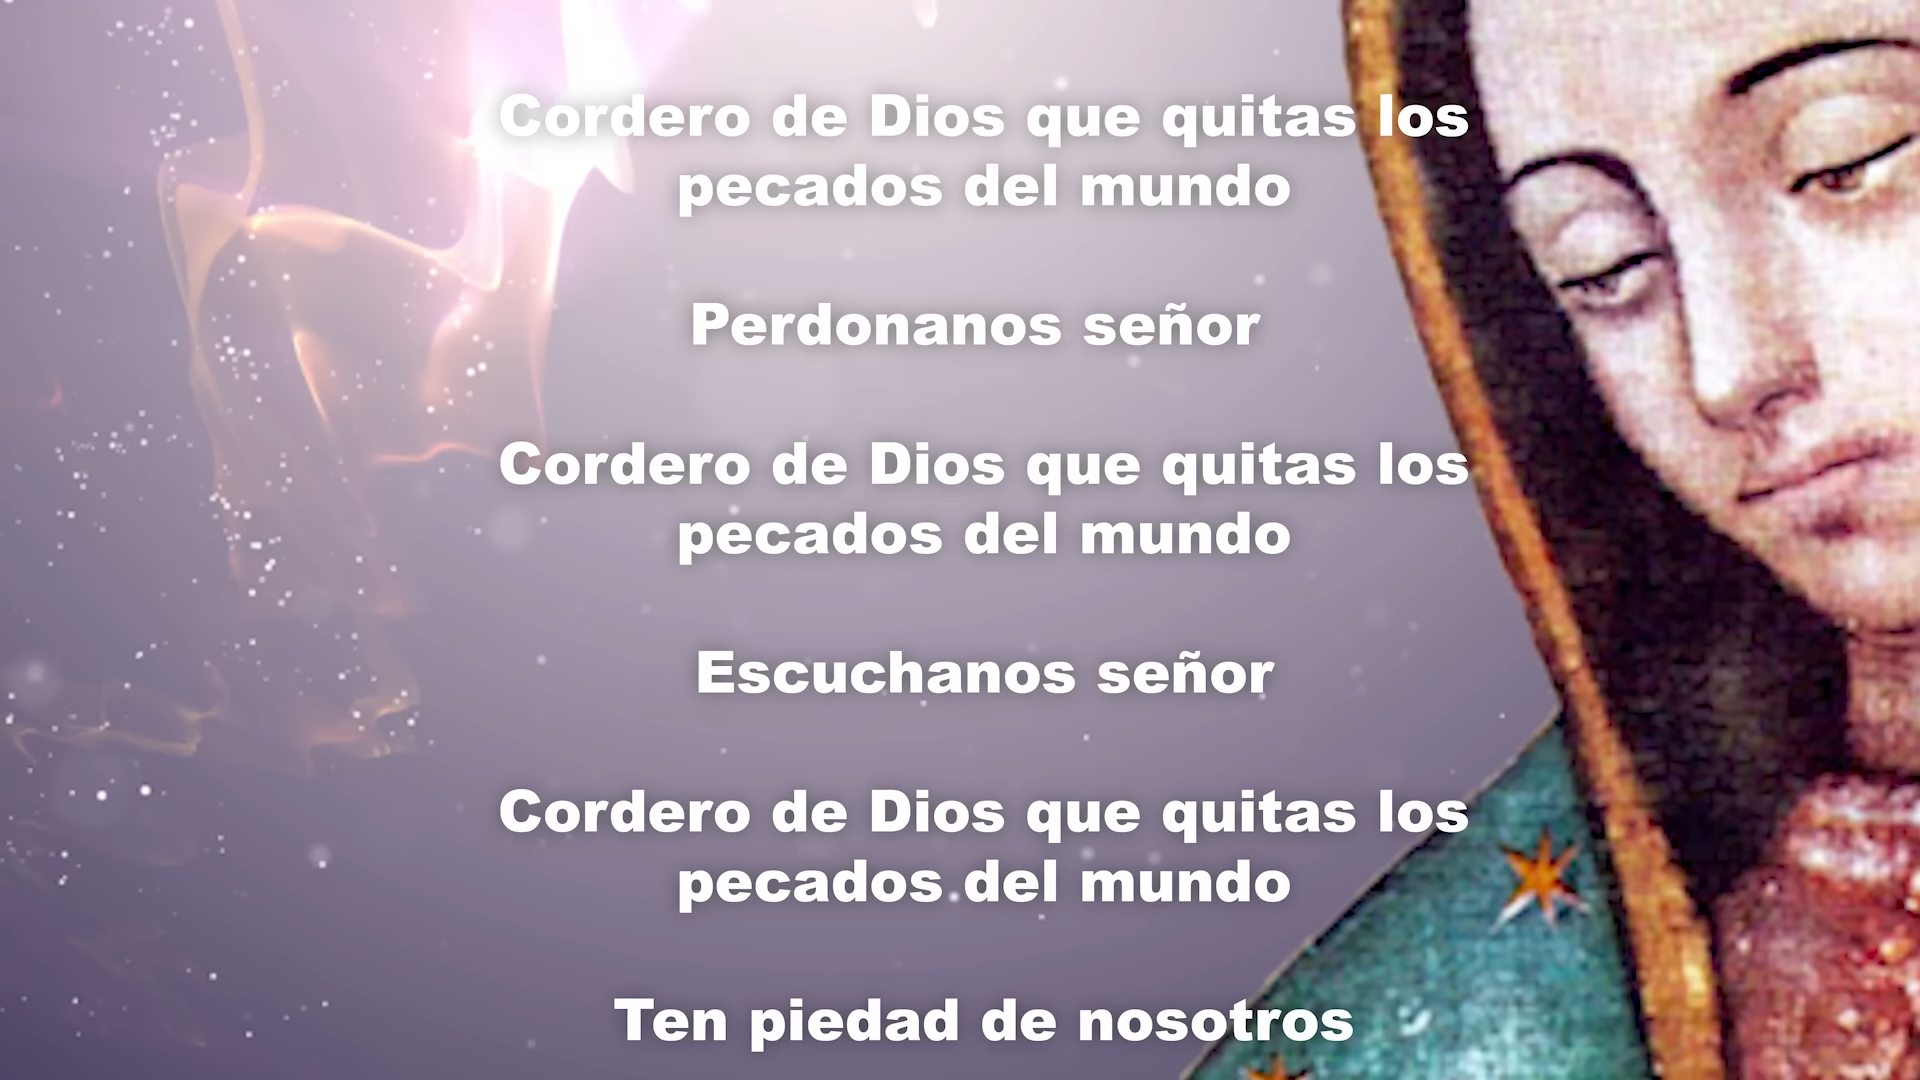 Cordero de Dios que quitas los
pecados del mundo
Perdonanos señor
Cordero de Dios que quitas los
pecados del mundo
Escuchanos señor
Cordero de Dios que quitas los
pecados del mundo
Ten piedad de nosotros